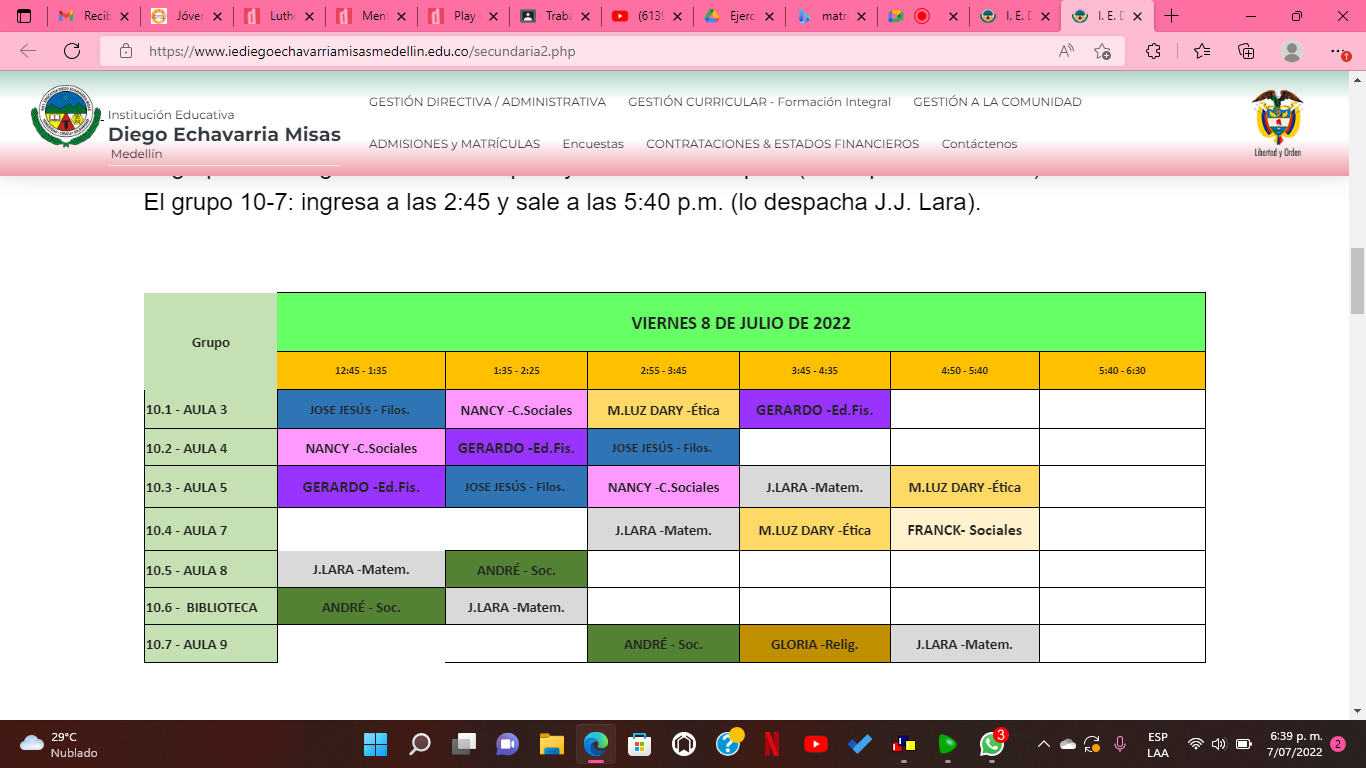 Recib
Jóver
Luth
Men
Play
Traba
(613
Ejerc
matr
I. E. D
I. E. D
https://www.iediegoechavarriamisasmedellin.edu.co/secundaria2.php
Institución Educativa
Diego Echavarria Misas
Medellín
GESTIÓN DIRECTIVA / ADMINISTRATIVA GESTIÓN CURRICULAR - Formación Integral GESTIÓN A LA COMUNIDAD
ADMISIONES y MATRÍCULAS Encuestas CONTRATACIONES & ESTADOS FINANCIEROS Contáctenos
Libertad y Orden
El grupo 10-7: ingresa a las 2:45 y sale a las 5:40 p.m. (lo despacha J.J. Lara).
Grupo
VIERNES 8 DE JULIO DE 2022
12:45 - 1:35 1:35 - 2:25 2:55 - 3:45 3:45 - 4:35 4:50 - 5:40 5:40 - 6:30
10.1 - AULA 3 JOSE JESÚS - Filos. NANCY -C.Sociales M.LUZ DARY -Ética GERARDO -Ed.Fis.
10.2 - AULA 4 NANCY -C.Sociales GERARDO -Ed.Fis. JOSE JESÚS - Filos.
10.3 - AULA 5 GERARDO -Ed.Fis. JOSE JESÚS - Filos. NANCY -C.Sociales J.LARA -Matem. M.LUZ DARY -Ética
10.4 - AULA 7 J.LARA -Matem. M.LUZ DARY -Ética FRANCK- Sociales
10.5 - AULA 8 J.LARA -Matem. ANDRÉ - Soc.
10.6 - BIBLIOTECA ANDRÉ - Soc. J.LARA -Matem.
10.7 - AULA 9 ANDRÉ - Soc. GLORIA -Relig. J.LARA -Matem.
29°C
Nublado
3
ESP
LAA
6:39 p. m.
7/07/2022
2